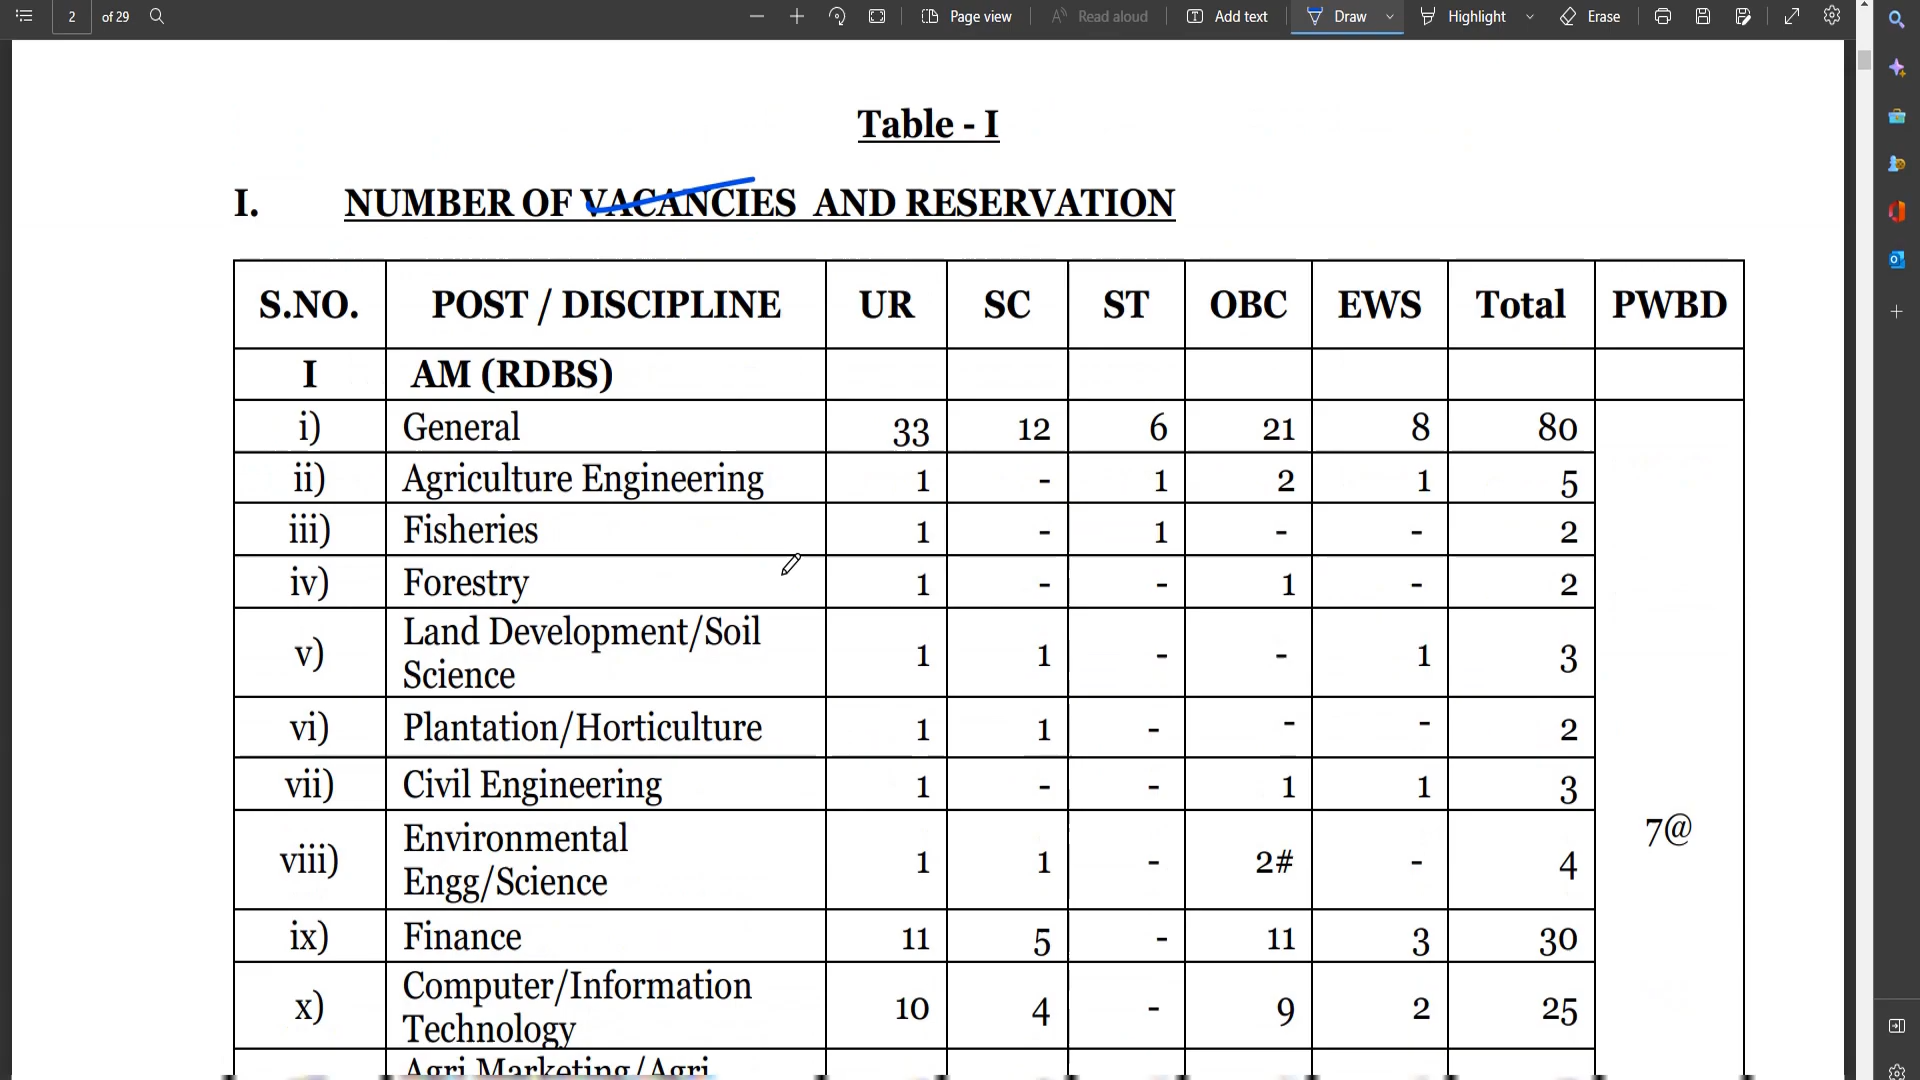 2 of 29 Page view Read aloud Add text Draw Highlight Erase
Table - I
I. NUMBER OF VACANCIES AND RESERVATION
S.NO. POST / DISCIPLINE UR SC ST OBC EWS Total PWBD
I AM (RDBS)
i) General 33 12 6 21 8 80
ii) Agriculture Engineering 1 - 1 2 1 5
iii) Fisheries 1 - 1 - - 2
iv) Forestry 1 - - 1 - 2
v) Land Development/Soil
Science 1 1 - - 1 3
vi) Plantation/Horticulture 1 1 - - - 2
vii) Civil Engineering 1 - - 1 1 3
viii) Environmental
Engg/Science 1 1 - 2# - 4
7@
ix) Finance 11 5 - 11 3 30
x) Computer/Information
Technology 10 4 - 9 2 25
Agri Marketing/Agri